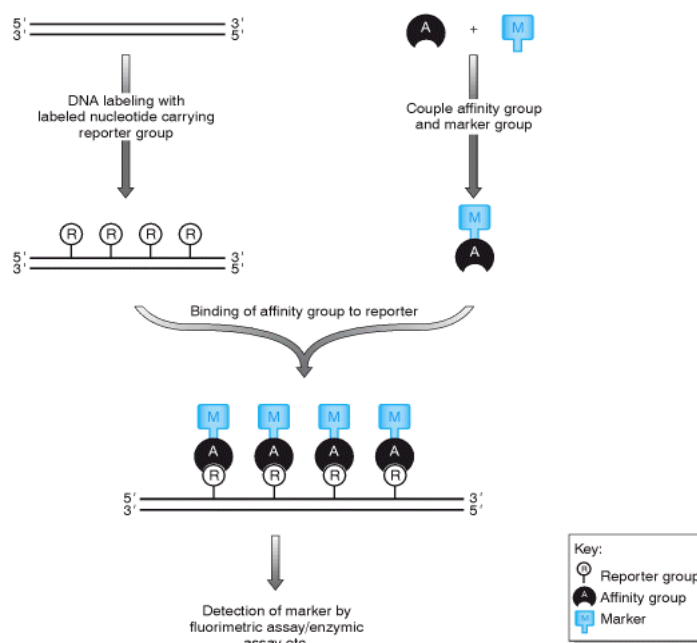 5′ 3′
3′ 5′
A + M
DNA labeling with
labeled nucleotide carrying
reporter group
Couple affinity group
and marker group
R R R R
5′ 3′
3′ 5′
M
A
Binding of affinity group to reporter
M M M M
A A A A
R R R R
5′ 3′
3′ 5′
Detection of marker by
fluorimetric assay/enzymic
assay etc
Key:
R Reporter group
A Affinity group
M Marker